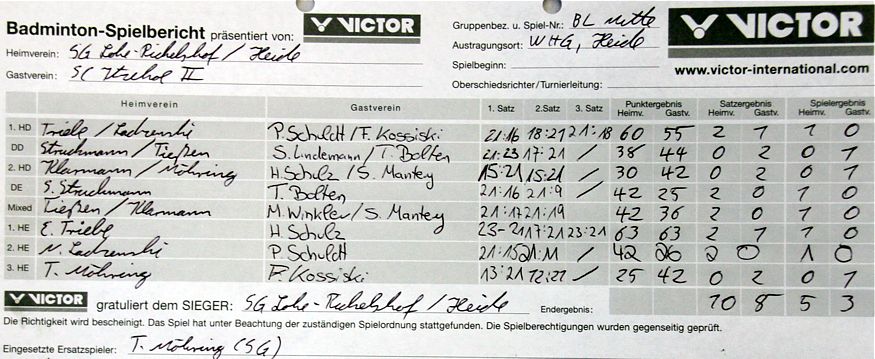 Badminton-Spielbericht präsentiert von: VICTOR
Gruppenbez. u. Spiel-Nr.: BL Mitte
VICTOR
Heimverein: SG Lohe-Rickelshof / Heide
Austragungsort: WHG, Heide
Gastverein: SC Itzehoe II
Spielbeginn:
www.victor-international.com
Oberschiedsrichter/Turnierleitung:
Heimverein Gastverein 1. Satz 2.Satz 3. Satz Punktergebnis Satzergebnis Spielergebnis
Heimv. Gastv. Heimv. Gastv. Heimv. Gastv.
1. HD Triebe / Ladzenski P. Schuldt / F. Kossiski 21:16 18:21 21:18 60 55 2 1 1 0
DD Struchmann / Tießen S. Lindemann / T. Bolten 21:23 17:21 / 38 44 0 2 0 1
2. HD Klarmann / Möhring H. Schulz / S. Mantey 15:21 15:21 / 30 42 0 2 0 1
DE S. Struchmann T. Bolten 21:16 21:9 / 42 25 2 0 1 0
Mixed Tießen / Klarmann M. Winkler / S. Mantey 21:17 21:19 / 42 36 2 0 1 0
1. HE E. Triebe H. Schulz 23-21 17:21 23:21 63 63 2 1 1 0
2. HE N. Ladzenski P. Schuldt 21:15 21:11 / 42 26 2 0 1 0
3. HE T. Möhring F. Kossiski 13:21 12:21 / 25 42 0 2 0 1
VICTOR gratuliert dem SIEGER: SG Lohe-Rickelshof / Heide Endergebnis: 10 8 5 3
Die Richtigkeit wird bescheinigt. Das Spiel hat unter Beachtung der zuständigen Spielordnung stattgefunden. Die Spielberechtigungen wurden gegenseitig geprüft.
Eingesetzte Ersatzspieler: T. Möhring (SG)